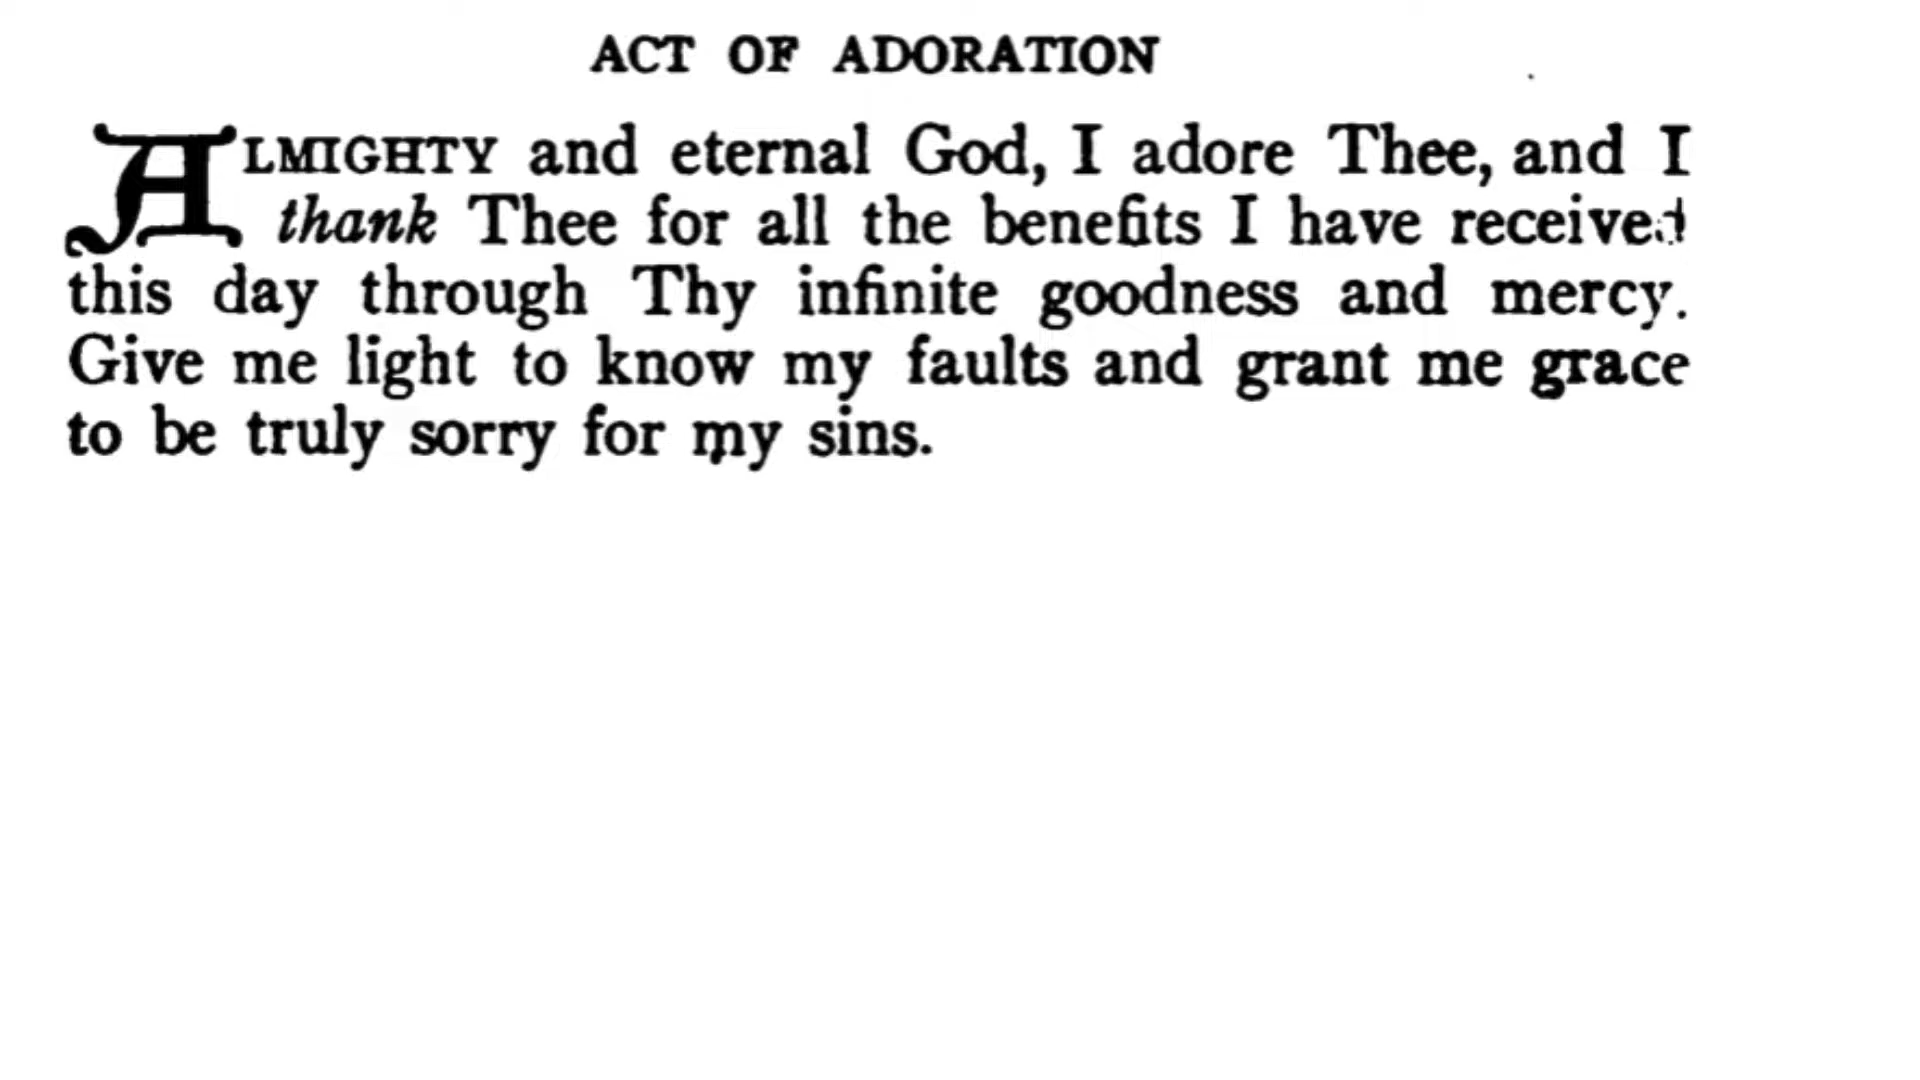 ACT OF ADORATION
ALMIGHTY and eternal God, I adore Thee, and I
thank Thee for all the benefits I have received
this day through Thy infinite goodness and mercy.
Give me light to know my faults and grant me grace
to be truly sorry for my sins.